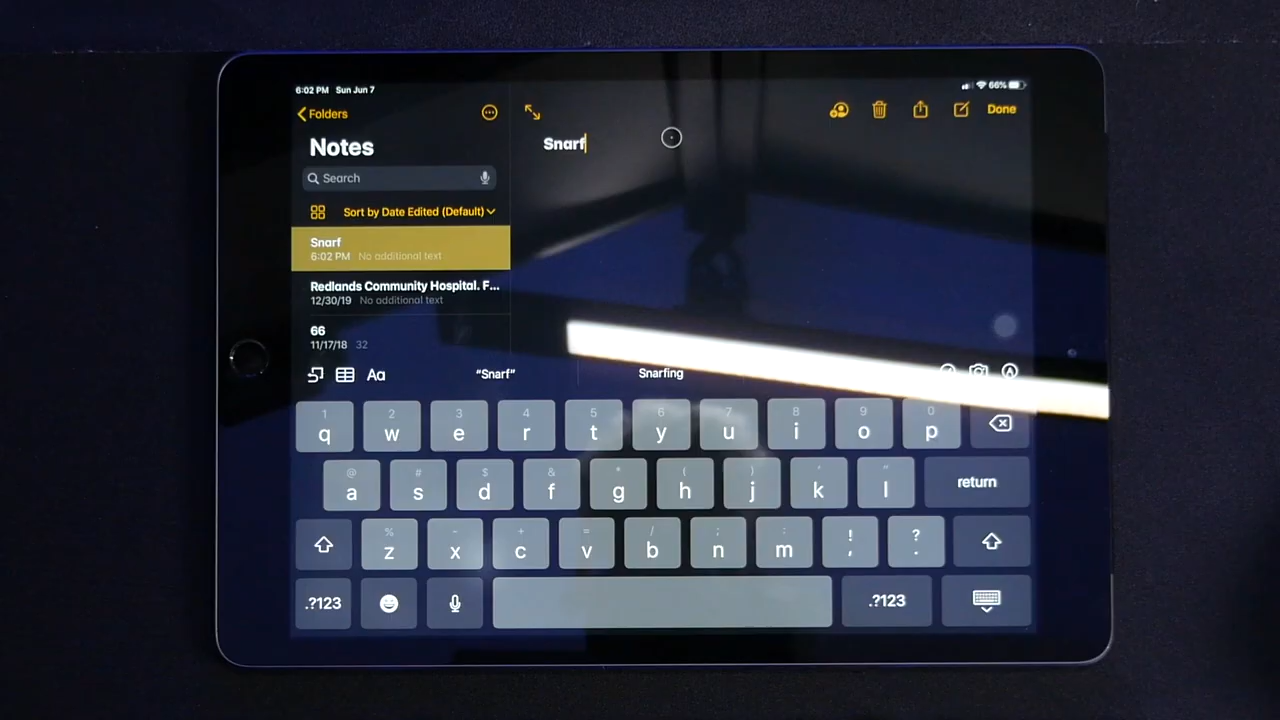 6:02 PM Sun Jun 7 66%
Folders
Done
Notes
Snarf
Search
Sort by Date Edited (Default)
Snarf
6:02 PM No additional text
Redlands Community Hospital. F...
12/30/19 No additional text
66
11/17/18 32
Aa "Snarf" Snarfing
1 2 3 4 5 6 7 8 9 0
q w e r t y u i o p
@ # $ & * ( ) ' "
a s d f g h j k l return
% - + = / ; : ! ?
z x c v b n m , .
.?123 .?123